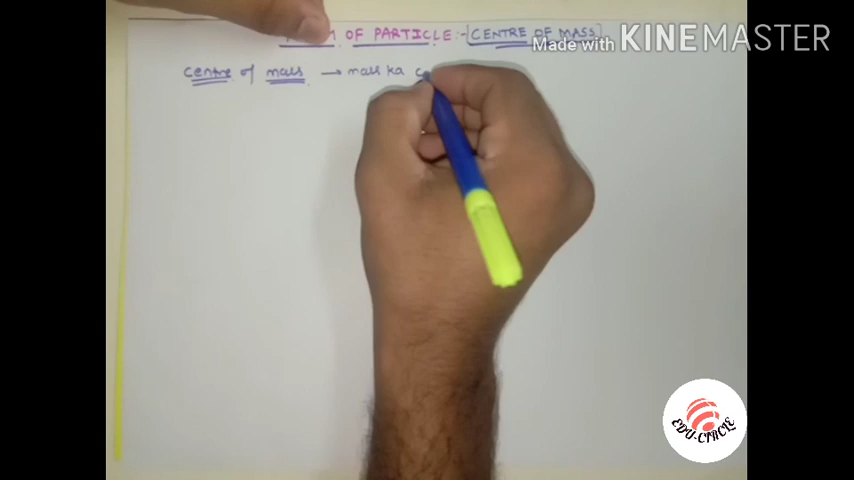 OF PARTICLE:-[CENTRE OF MASS]
Made with KINEMASTER
centre of mass → mass ka
EDU-CIRCLE